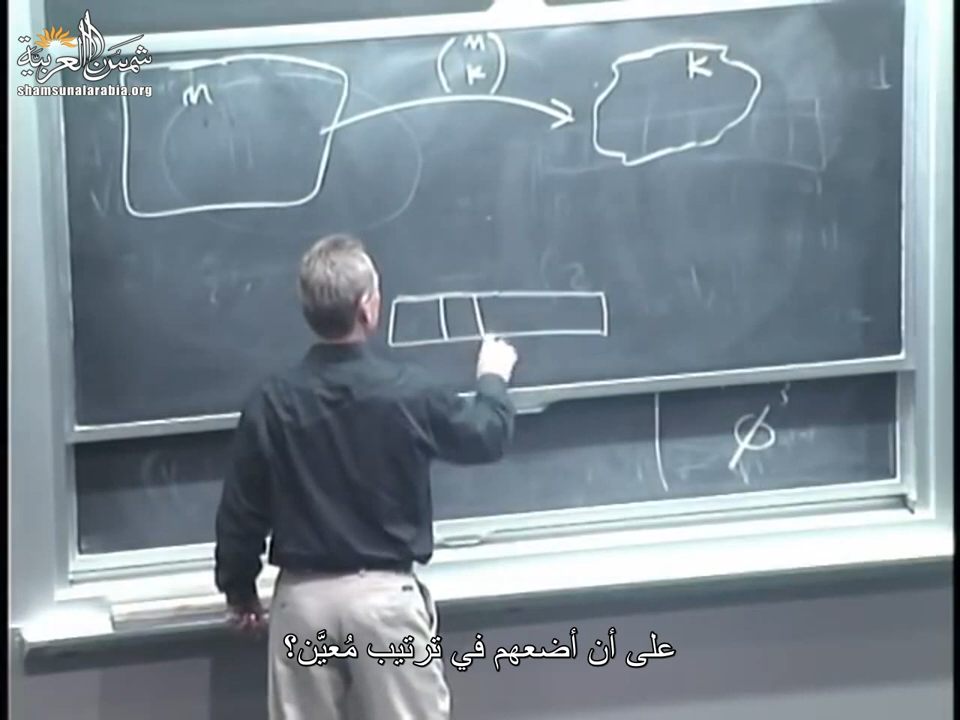 شمس العربية
shamsunalarabia.org
n
(n
k)
k
على أن أضعهم في ترتيب مُعيَّن؟